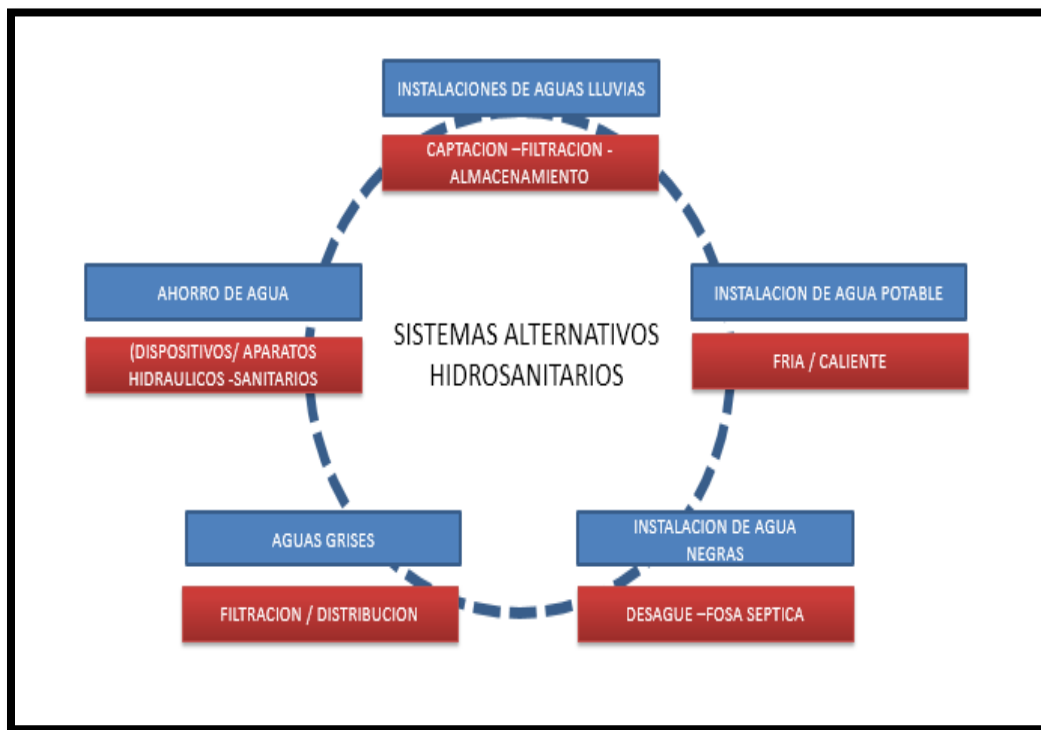 INSTALACIONES DE AGUAS LLUVIAS
CAPTACION –FILTRACION -
ALMACENAMIENTO
AHORRO DE AGUA
(DISPOSITIVOS/ APARATOS
HIDRAULICOS -SANITARIOS
SISTEMAS ALTERNATIVOS
HIDROSANITARIOS
INSTALACION DE AGUA POTABLE
FRIA / CALIENTE
AGUAS GRISES
FILTRACION / DISTRIBUCION
INSTALACION DE AGUA
NEGRAS
DESAGUE –FOSA SEPTICA